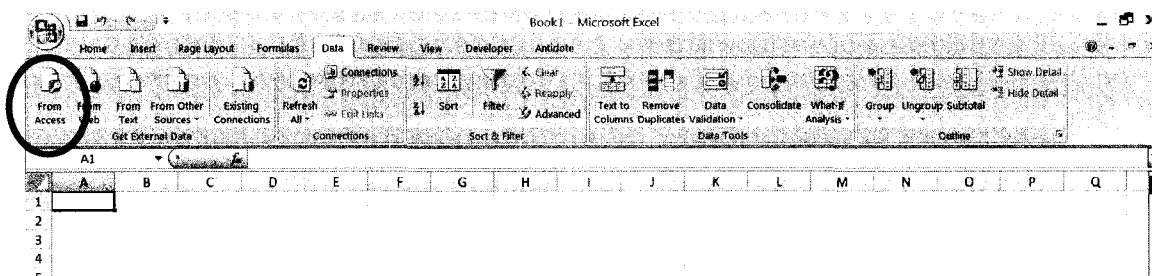 Book1 - Microsoft Excel
Home Insert Page Layout Formulas Data Review View Developer Antidote
From Access From Web From Text From Other Sources Existing Connections
Get External Data
Refresh All Connections Properties Edit Links
Connections
Sort Filter Clear Reapply Advanced
Sort & Filter
Text to Columns Remove Duplicates Data Validation Consolidate What-If Analysis
Data Tools
Group Ungroup Subtotal Show Detail Hide Detail
Outline
A1 fx
A B C D E F G H I J K L M N O P Q
1
2
3
4